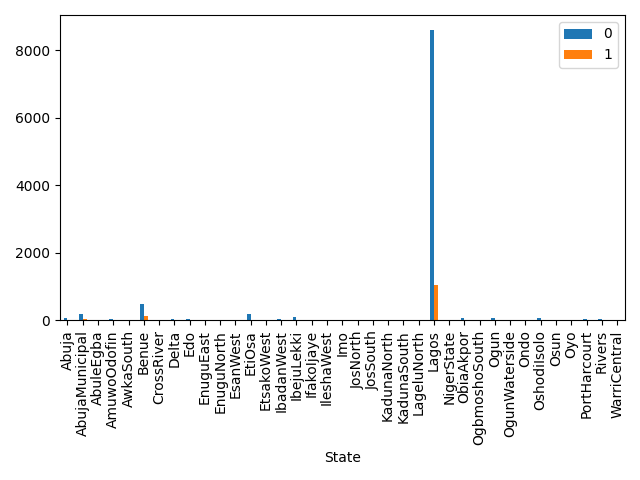 8000
6000
4000
2000
0
0
1
Abuja
AbujaMunicipal
AbuleEgba
AmuwoOdofin
AwkaSouth
Benue
CrossRiver
Delta
Edo
EnuguEast
EnuguNorth
EsanWest
EtiOsa
EtsakoWest
IbadanWest
IbejuLekki
IfakoIjaye
IleshaWest
Imo
JosNorth
JosSouth
KadunaNorth
KadunaSouth
LageluNorth
Lagos
NigerState
ObiaAkpor
OgbmoshoSouth
Ogun
OgunWaterside
Ondo
OshodiIsolo
Osun
Oyo
PortHarcourt
Rivers
WarriCentral
State